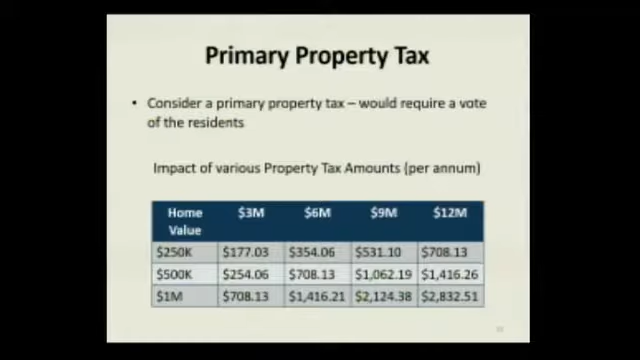 Primary Property Tax
• Consider a primary property tax – would require a vote
of the residents
Impact of various Property Tax Amounts (per annum)
Home Value $3M $6M $9M $12M
$250K $177.03 $354.06 $531.10 $708.13
$500K $254.06 $708.13 $1,062.19 $1,416.26
$1M $708.13 $1,416.21 $2,124.38 $2,832.51